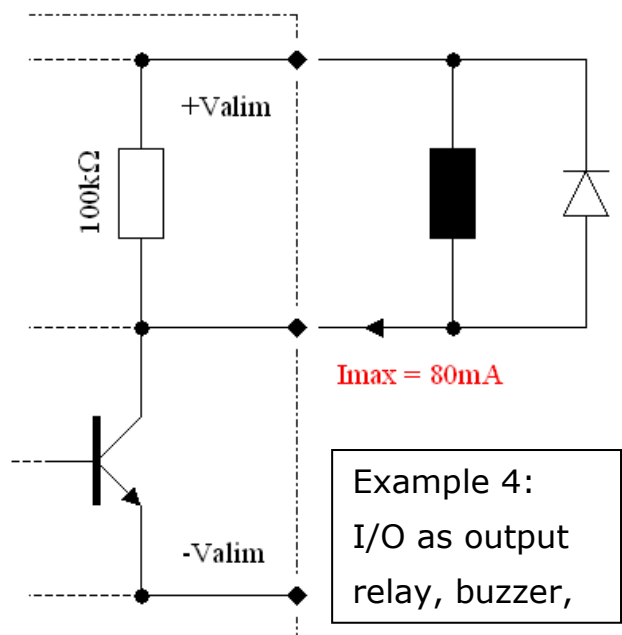 +Valim
100kΩ
Imax = 80mA
-Valim
Example 4:
I/O as output
relay, buzzer,